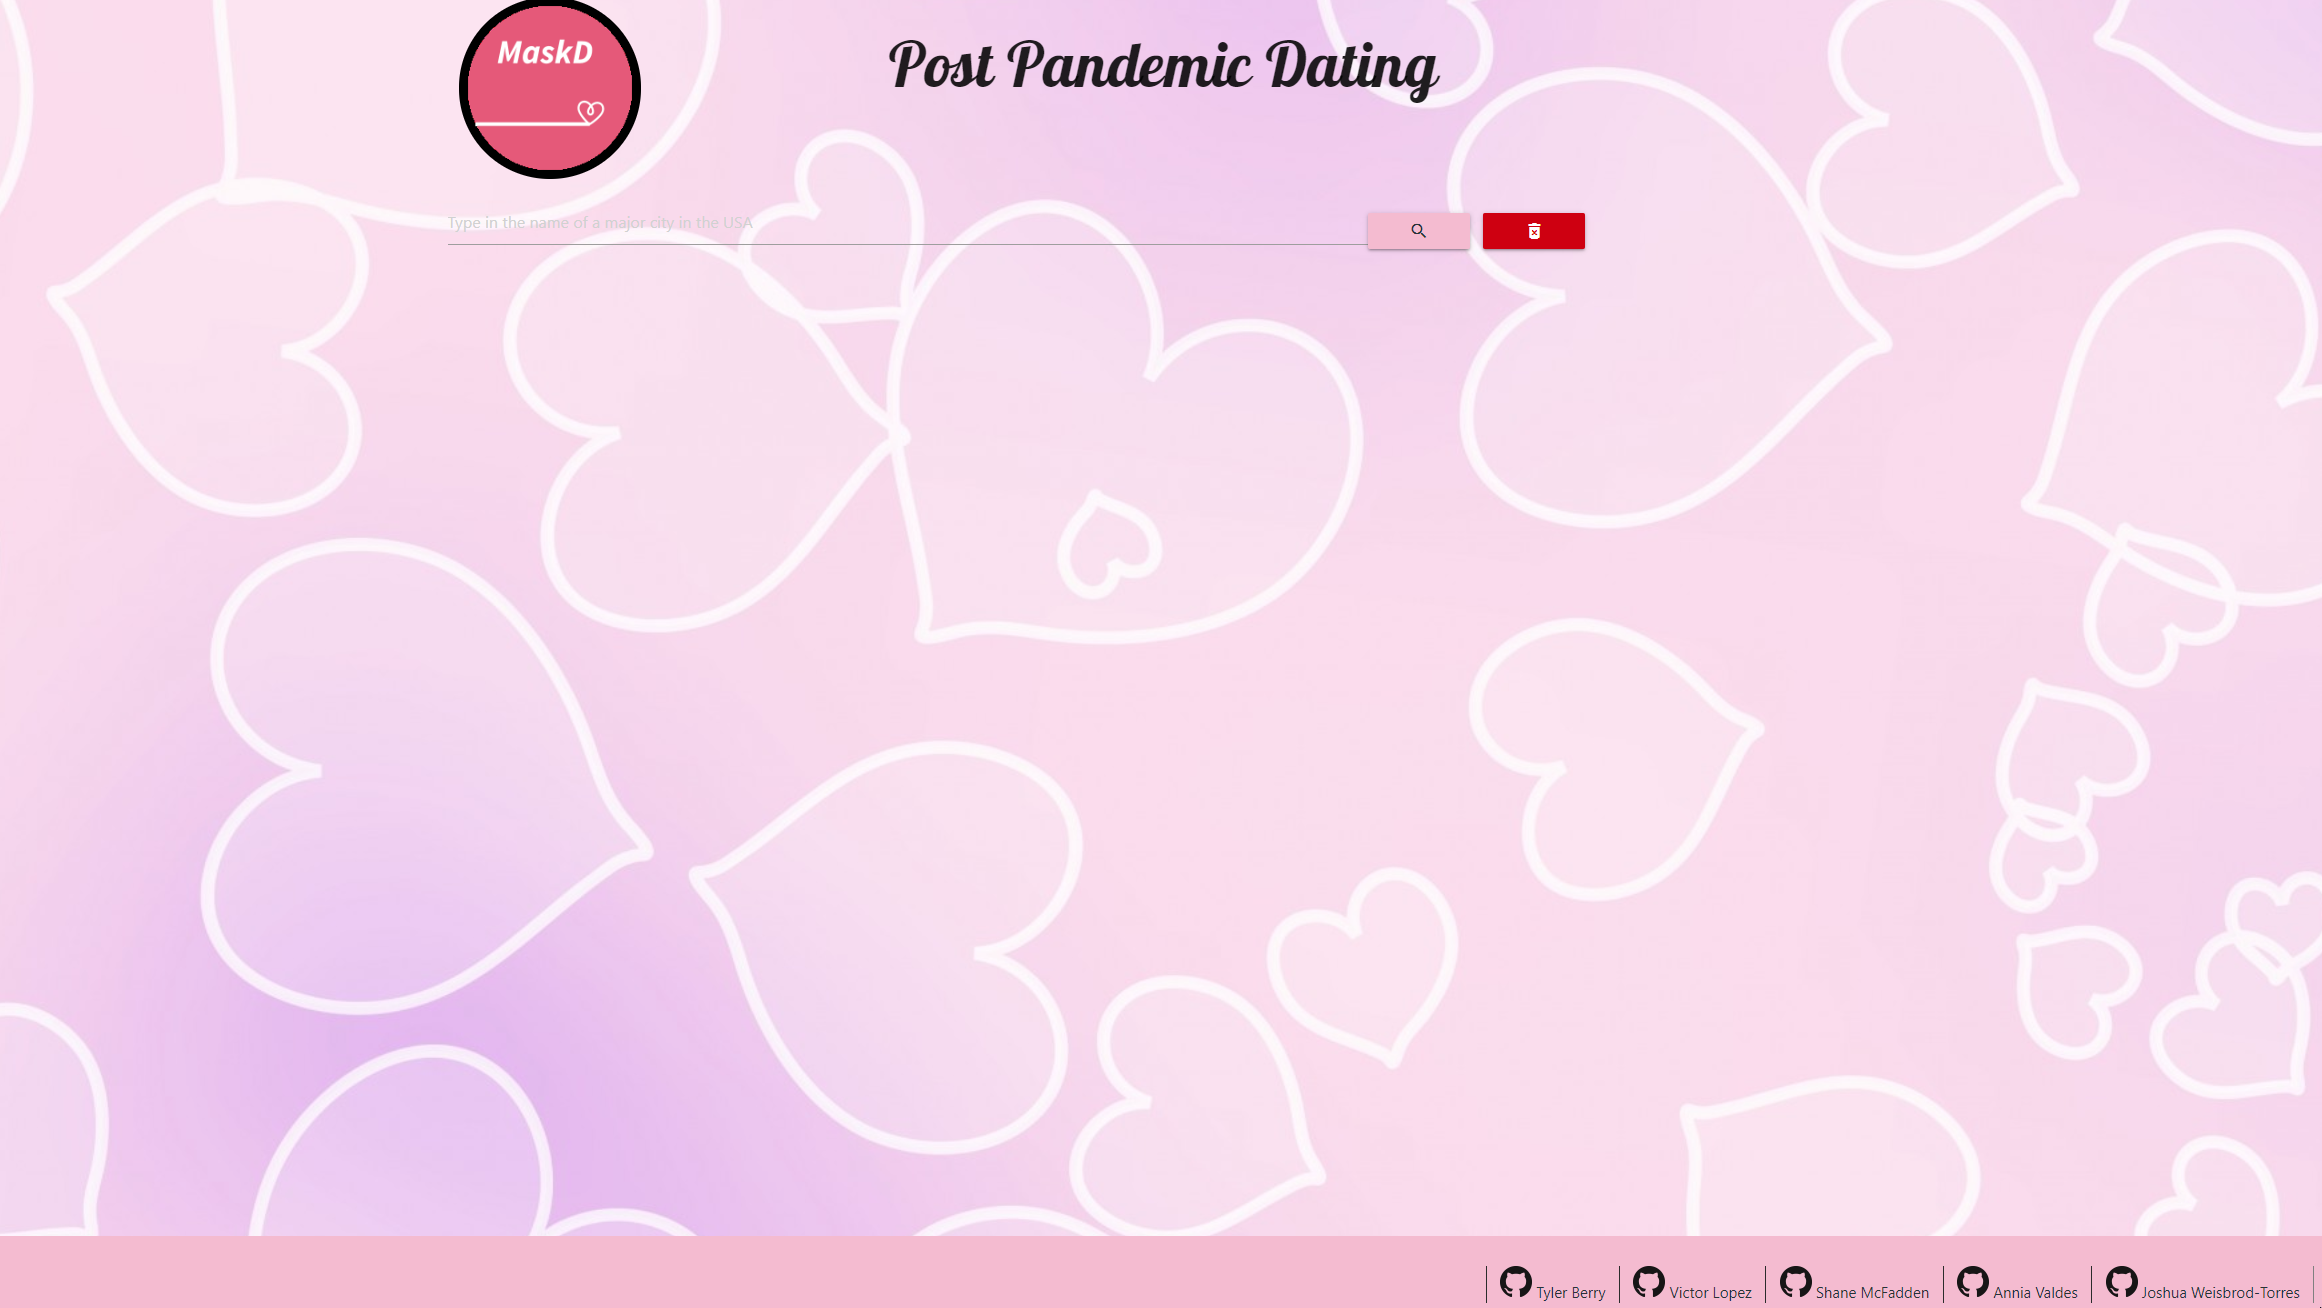 MaskD
Post Pandemic Dating
Type in the name of a major city in the USA
Tyler Berry
Victor Lopez
Shane McFadden
Annia Valdes
Joshua Weisbrod-Torres